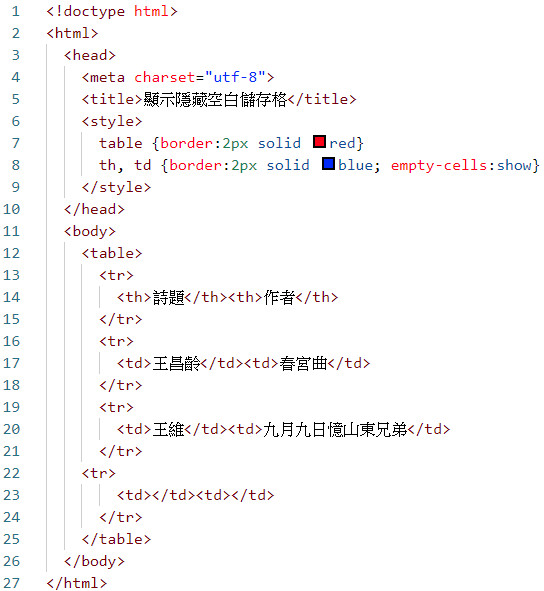 1 <!doctype html>
2 <html>
3   <head>
4     <meta charset="utf-8">
5     <title>顯示隱藏空白儲存格</title>
6     <style>
7       table {border:2px solid red}
8       th, td {border:2px solid blue; empty-cells:show}
9     </style>
10   </head>
11   <body>
12     <table>
13       <tr>
14         <th>詩題</th><th>作者</th>
15       </tr>
16       <tr>
17         <td>王昌齡</td><td>春宮曲</td>
18       </tr>
19       <tr>
20         <td>王維</td><td>九月九日憶山東兄弟</td>
21       </tr>
22     <tr>
23         <td></td><td></td>
24       </tr>
25     </table>
26   </body>
27 </html>